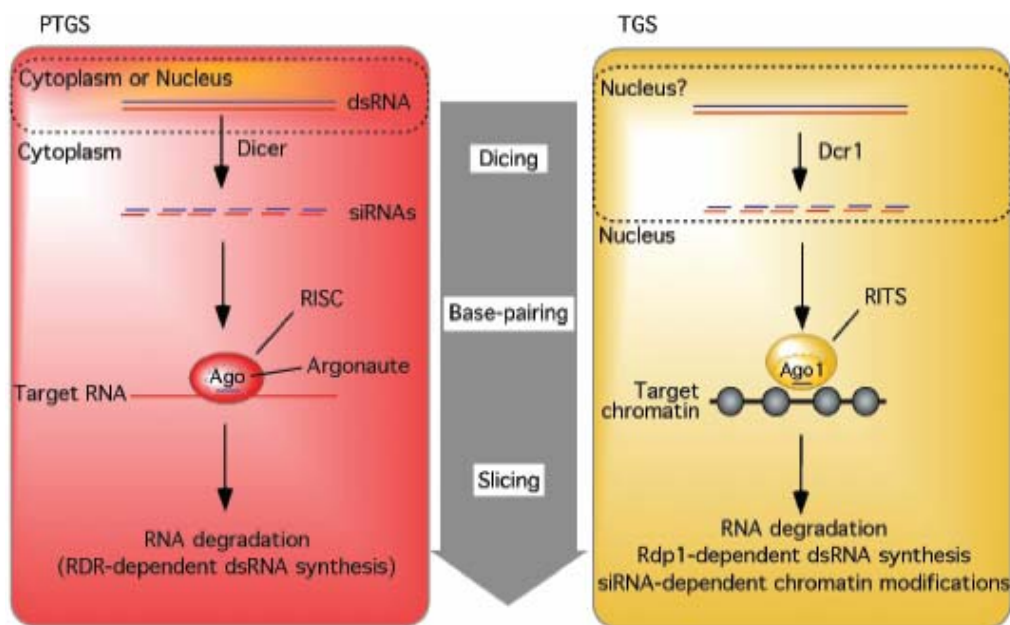 PTGS
Cytoplasm or Nucleus
dsRNA
Cytoplasm
Dicer
siRNAs
RISC
Ago
Argonaute
Target RNA
RNA degradation
(RDR-dependent dsRNA synthesis)
Dicing
Base-pairing
Slicing
TGS
Nucleus?
Dcr1
Nucleus
RITS
Ago1
Target
chromatin
RNA degradation
Rdp1-dependent dsRNA synthesis
siRNA-dependent chromatin modifications